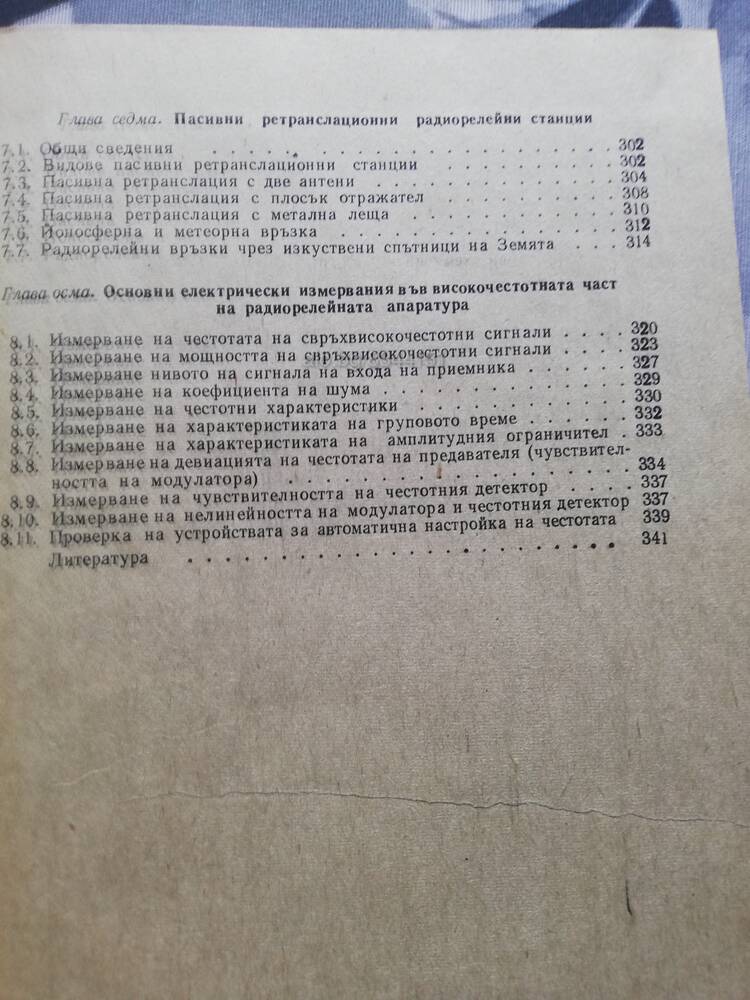 Глава седма. Пасивни ретранслационни радиорелейни станции
7.1. Общи сведения . . . . . . . . . . . . . . . . . . 302
7.2. Видове пасивни ретранслационни станции . . . . . . . . . 302
7.3. Пасивна ретранслация с две антени . . . . . . . . . . . . 304
7.4. Пасивна ретранслация с плосък отражател . . . . . . . . . 308
7.5. Пасивна ретранслация с метална леща . . . . . . . . . . 310
7.6. Йоносферна и метеорна връзка . . . . . . . . . . . . . 312
7.7. Радиорелейни връзки чрез изкуствени спътници на Земята . . . 314
Глава осма. Основни електрически измервания във високочестотната част
на радиорелейната апаратура
8.1. Измерване на честотата на свръхвисокочестотни сигнали . . . . 320
8.2. Измерване на мощността на свръхвисокочестотни сигнали . . . . 323
8.3. Измерване нивото на сигнала на входа на приемника . . . . . . 327
8.4. Измерване на коефициента на шума . . . . . . . . . . . 329
8.5. Измерване на честотни характеристики . . . . . . . . . . . 330
8.6. Измерване на характеристиката на груповото време . . . . . . 332
8.7. Измерване на характеристиката на амплитудния ограничител . 333
8.8. Измерване на девиацията на честотата на предавателя (чувствител-
ността на модулатора) . . . . . . . . . . . . . . . . 334
8.9. Измерване на чувствителността на честотния детектор . . . . 337
8.10. Измерване на нелинейността на модулатора и честотния детектор 337
8.11. Проверка на устройствата за автоматична настройка на честотата 339
Литература . . . . . . . . . . . . . . . . . . . . . 341